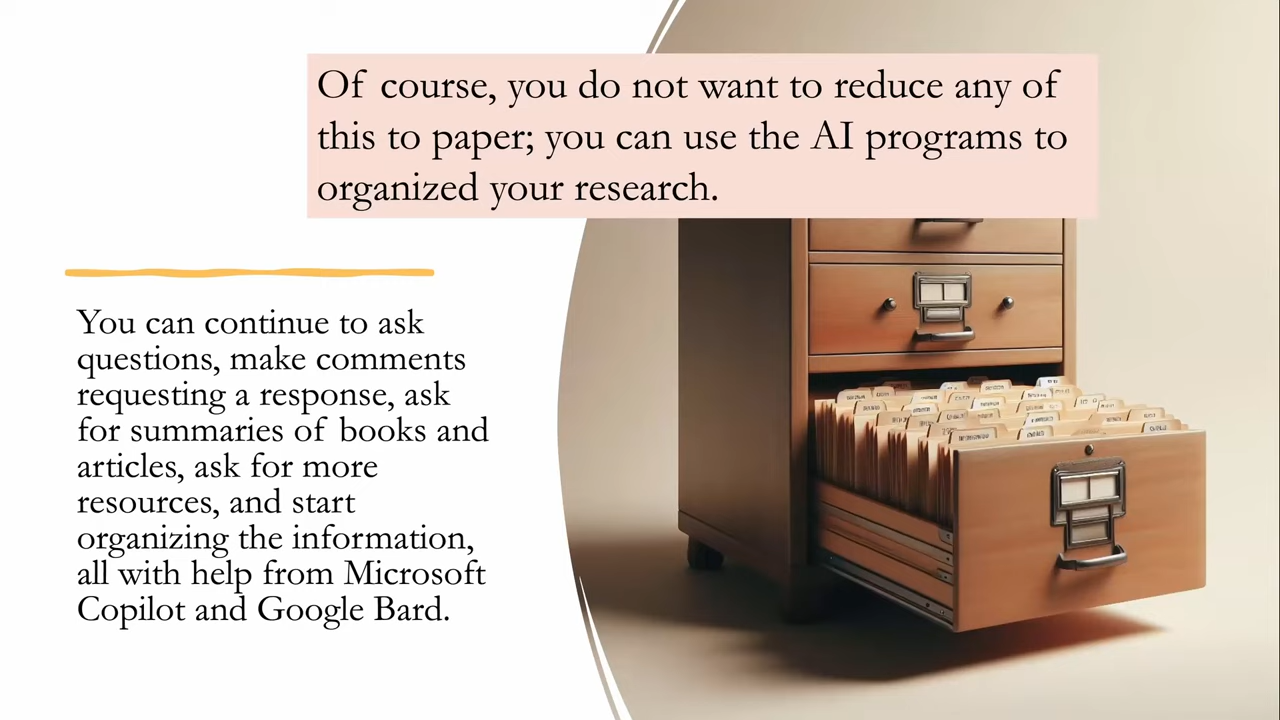 Of course, you do not want to reduce any of
this to paper; you can use the AI programs to
organized your research.
You can continue to ask
questions, make comments
requesting a response, ask
for summaries of books and
articles, ask for more
resources, and start
organizing the information,
all with help from Microsoft
Copilot and Google Bard.